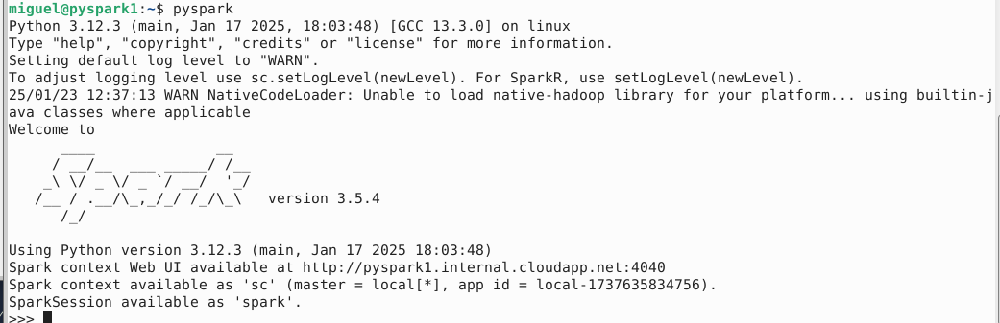 miguel@pyspark1:~$ pyspark
Python 3.12.3 (main, Jan 17 2025, 18:03:48) [GCC 13.3.0] on linux
Type "help", "copyright", "credits" or "license" for more information.
Setting default log level to "WARN".
To adjust logging level use sc.setLogLevel(newLevel). For SparkR, use setLogLevel(newLevel).
25/01/23 12:37:13 WARN NativeCodeLoader: Unable to load native-hadoop library for your platform... using builtin-j
ava classes where applicable
Welcome to
      ____              __
     / __/__  ___ _____/ /__
    _\ \/ _ \/ _ `/ __/  '_/
   /__ / .__/\_,_/_/ /_/\_\   version 3.5.4
      /_/
Using Python version 3.12.3 (main, Jan 17 2025 18:03:48)
Spark context Web UI available at http://pyspark1.internal.cloudapp.net:4040
Spark context available as 'sc' (master = local[*], app id = local-1737635834756).
SparkSession available as 'spark'.
>>>